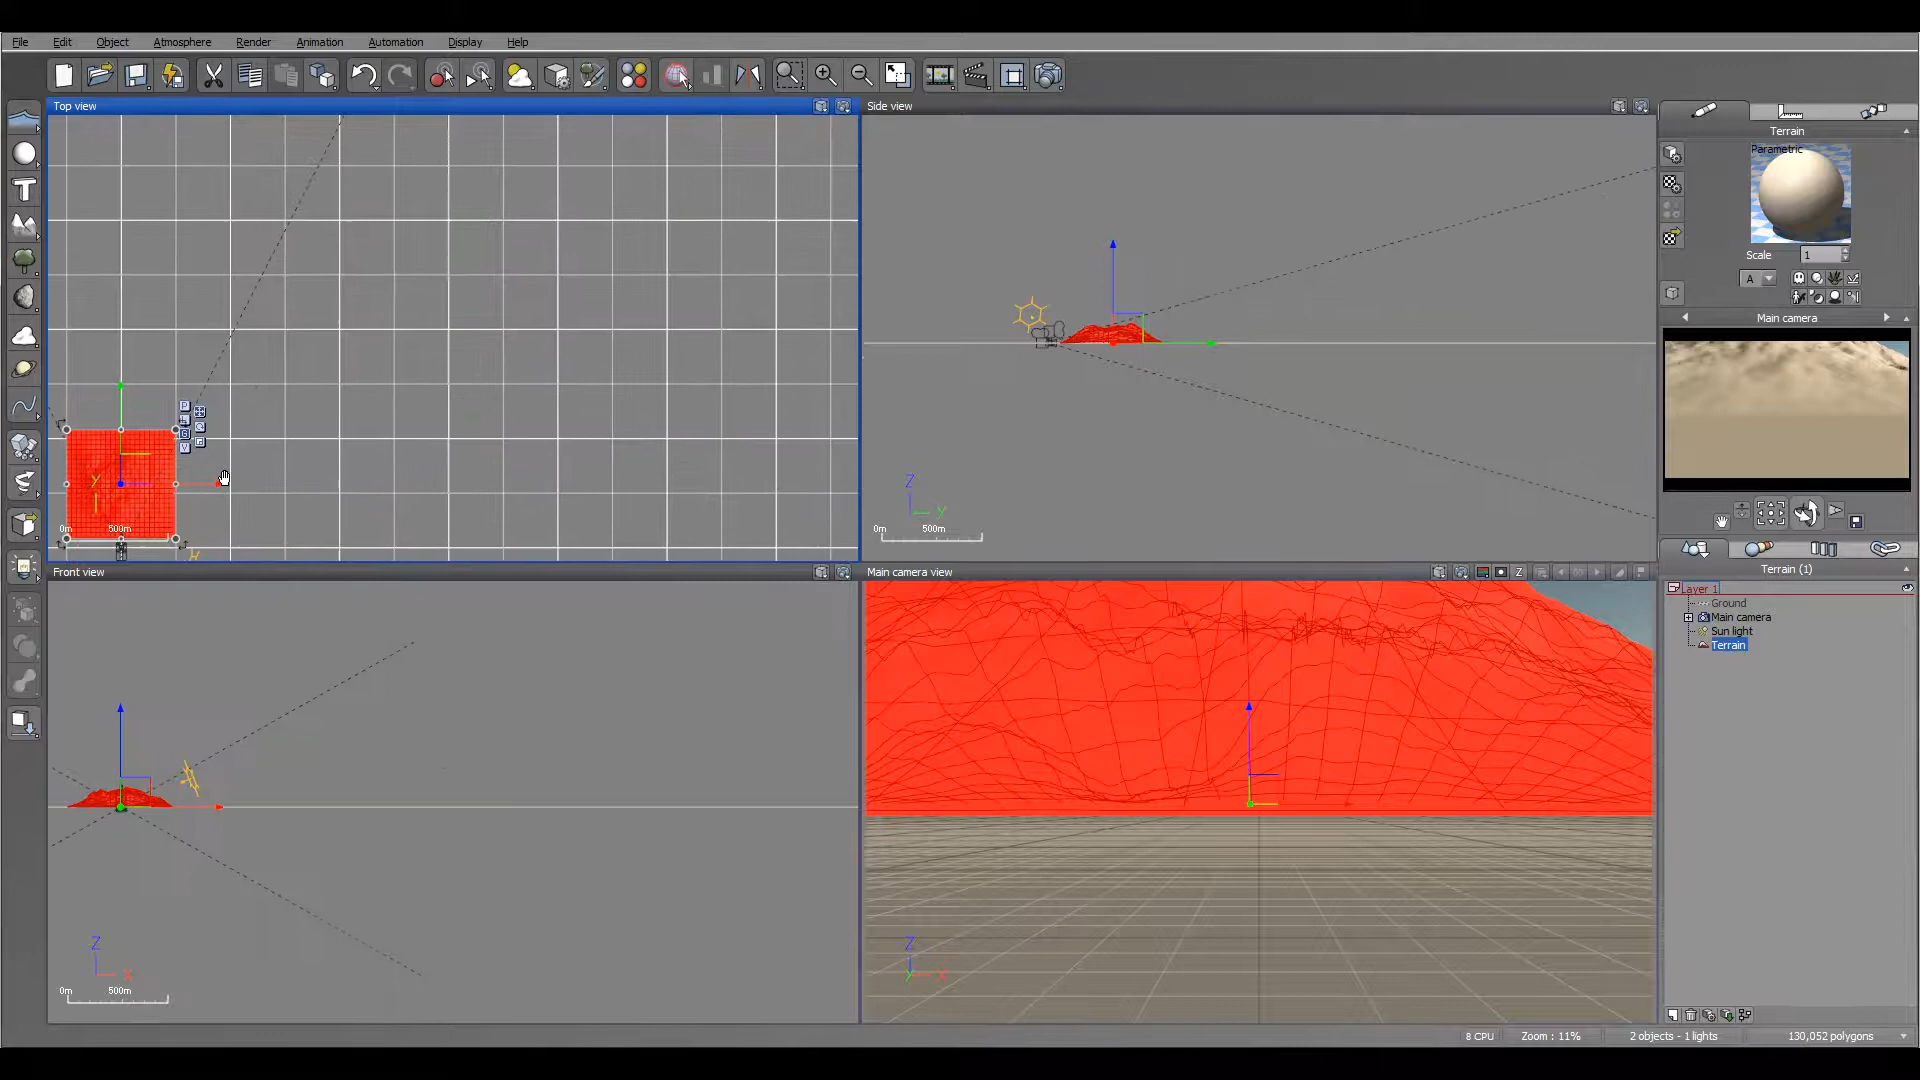 File Edit Object Atmosphere Render Animation Automation Display Help
Top view
Side view
Terrain
Parametric
Scale 1
A
Main camera
P
G
V
Y
0m 500m
Z
Y
0m 500m
Front view
Main camera view
Z
Terrain (1)
Layer 1
Ground
Main camera
Sun light
Terrain
Z
X
0m 500m
Z
Y X
8 CPU Zoom : 11% 2 objects - 1 lights 130,052 polygons